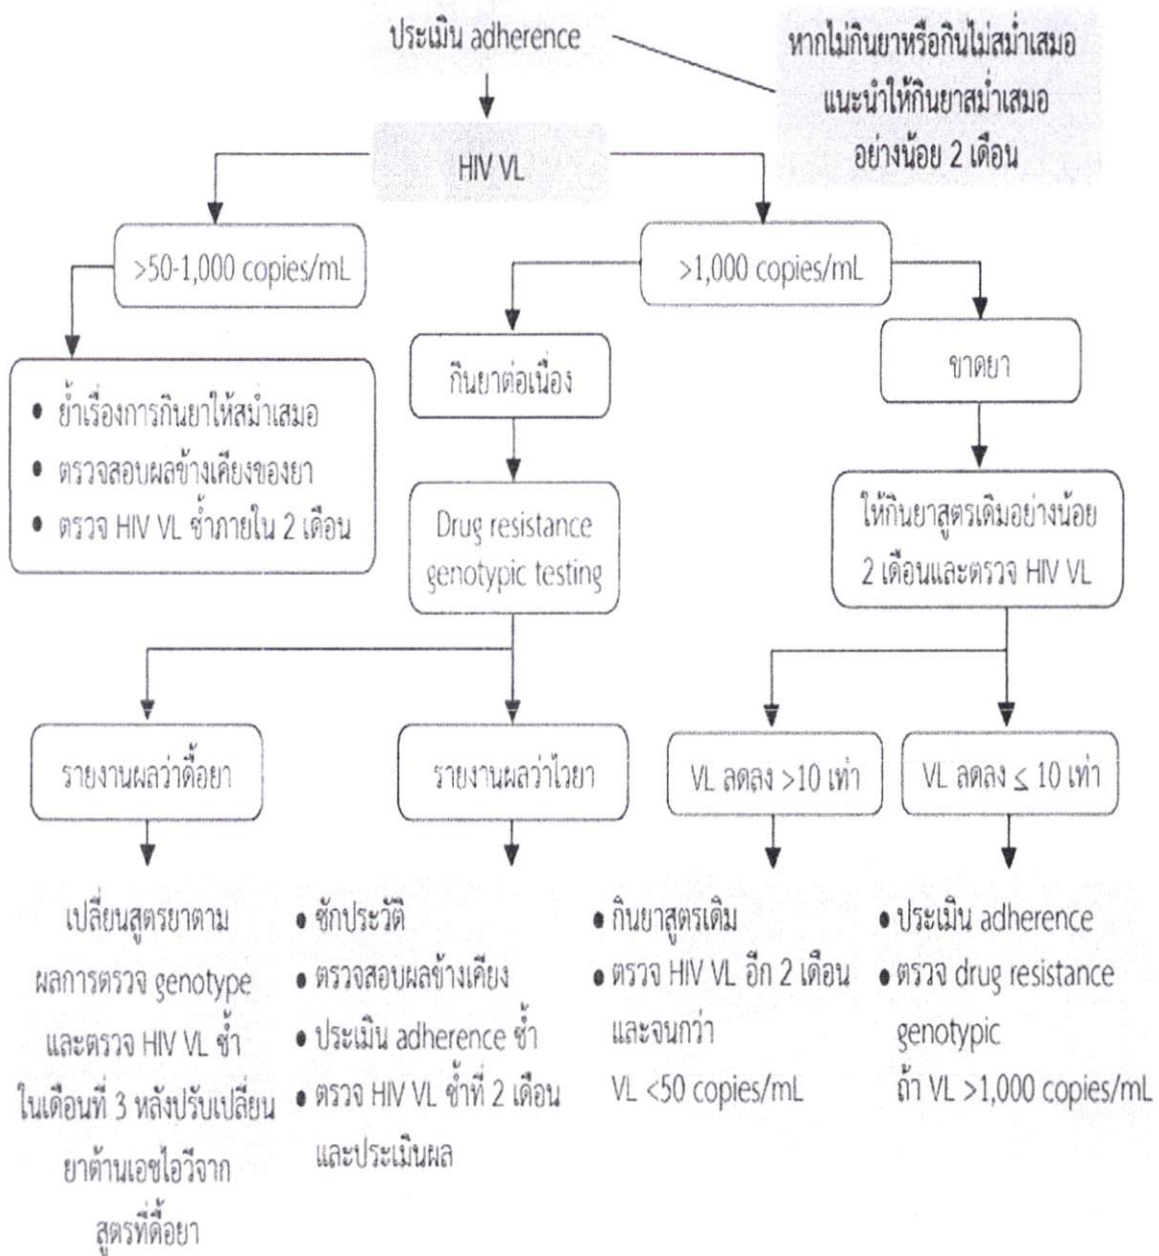 ประเมิน adherence
หากไม่กินยาหรือกินไม่สม่ำเสมอ
แนะนำให้กินยาสม่ำเสมอ
อย่างน้อย 2 เดือน
HIV VL
>50-1,000 copies/mL
>1,000 copies/mL
• ย้ำเรื่องการกินยาให้สม่ำเสมอ
• ตรวจสอบผลข้างเคียงของยา
• ตรวจ HIV VL ซ้ำภายใน 2 เดือน
กินยาต่อเนื่อง
ขาดยา
Drug resistance
genotypic testing
ให้กินยาสูตรเดิมอย่างน้อย
2 เดือนและตรวจ HIV VL
รายงานผลว่าดื้อยา
รายงานผลว่าไวยา
VL ลดลง >10 เท่า
VL ลดลง ≤ 10 เท่า
เปลี่ยนสูตรยาตาม
ผลการตรวจ genotype
และตรวจ HIV VL ซ้ำ
ในเดือนที่ 3 หลังปรับเปลี่ยน
ยาต้านเอชไอวีจาก
สูตรที่ดื้อยา
• ซักประวัติ
• ตรวจสอบผลข้างเคียง
• ประเมิน adherence ซ้ำ
• ตรวจ HIV VL ซ้ำที่ 2 เดือน
และประเมินผล
• กินยาสูตรเดิม
• ตรวจ HIV VL อีก 2 เดือน
และจนกว่า
VL <50 copies/mL
• ประเมิน adherence
• ตรวจ drug resistance
genotypic
ถ้า VL >1,000 copies/mL